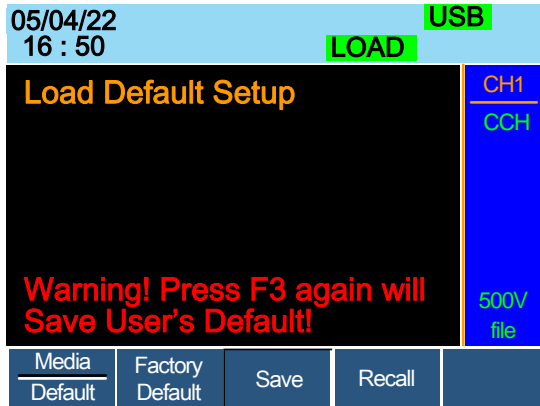 05/04/22
USB
16 : 50
LOAD
Load Default Setup
CH1
CCH
Warning! Press F3 again will
Save User's Default!
500V
file
Media
Default
Factory
Default
Save
Recall